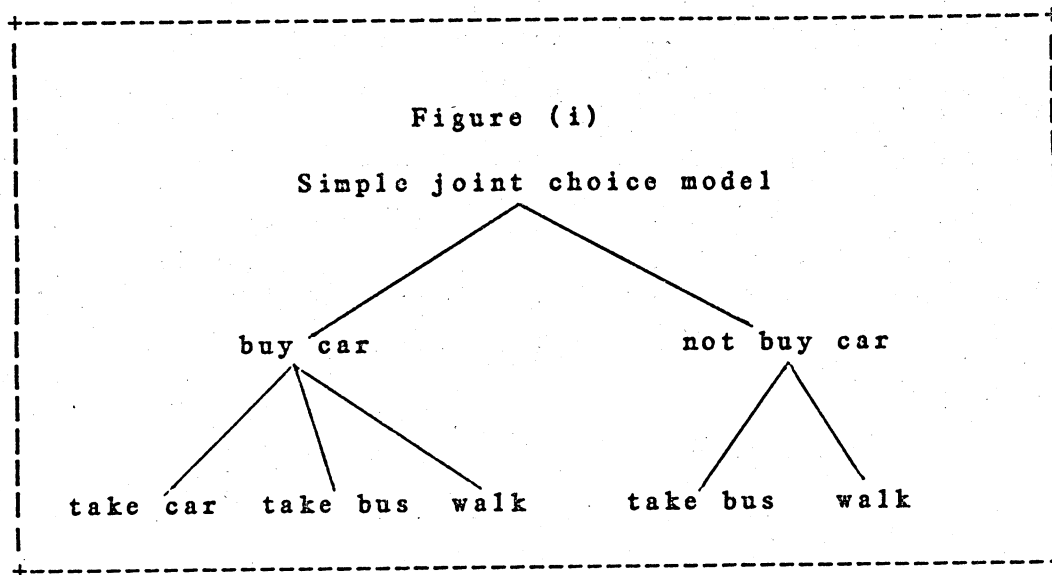 Figure (i)
Simple joint choice model
buy car not buy car
take car take bus walk take bus walk